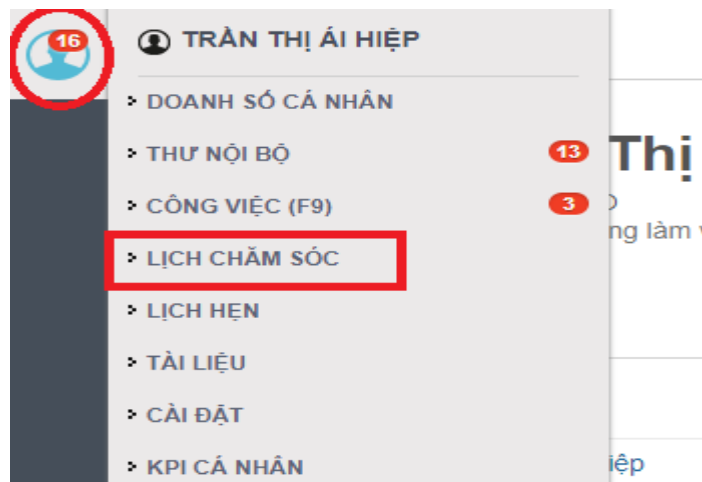 16
TRẦN THỊ ÁI HIỆP
DOANH SỐ CÁ NHÂN
THƯ NỘI BỘ 13
CÔNG VIỆC (F9) 3
LỊCH CHĂM SÓC
LỊCH HẸN
TÀI LIỆU
CÀI ĐẶT
KPI CÁ NHÂN
Thị
ng làm
iệp